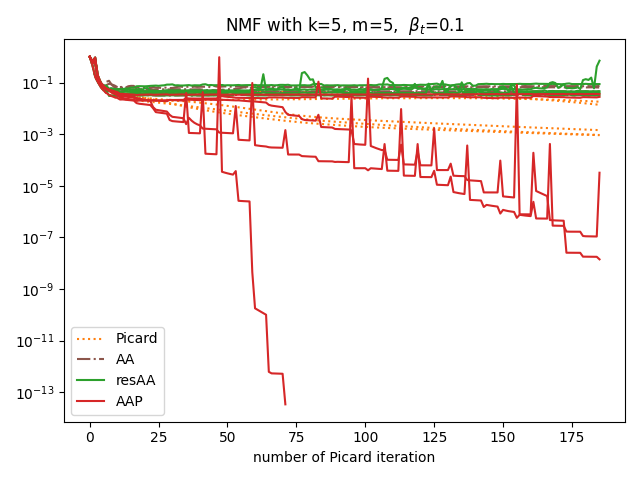 NMF with k=5, m=5, βₜ=0.1
10⁻¹
10⁻³
10⁻⁵
10⁻⁷
10⁻⁹
10⁻¹¹
10⁻¹³
Picard
AA
resAA
AAP
0 25 50 75 100 125 150 175
number of Picard iteration